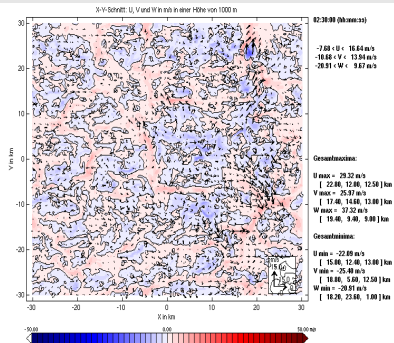 X-Y-Schnitt: U, V und W in m/s in einer Höhe von 1000 m
02:30:00 (hh:mm:ss)
-7.68 < U < 16.64 m/s
-10.68 < V < 13.94 m/s
-20.91 < W < 9.67 m/s
Gesamtmaxima:
U max = 29.32 m/s
[ 22.00, 12.00, 12.50] km
V max = 25.97 m/s
[ 17.40, 14.60, 13.00] km
W max = 37.32 m/s
[ 19.40, 9.40, 9.00] km
Gesamtminima:
U min = -22.09 m/s
[ 15.80, 12.40, 13.00] km
V min = -25.40 m/s
[ 18.00, 5.60, 12.50] km
W min = -20.91 m/s
[ 18.20, 23.60, 1.00] km
Y in km
30
20
10
0
-10
-20
-30
-30
-20
-10
0
10
20
30
X in km
-50.00
0.00
50.00 m/s